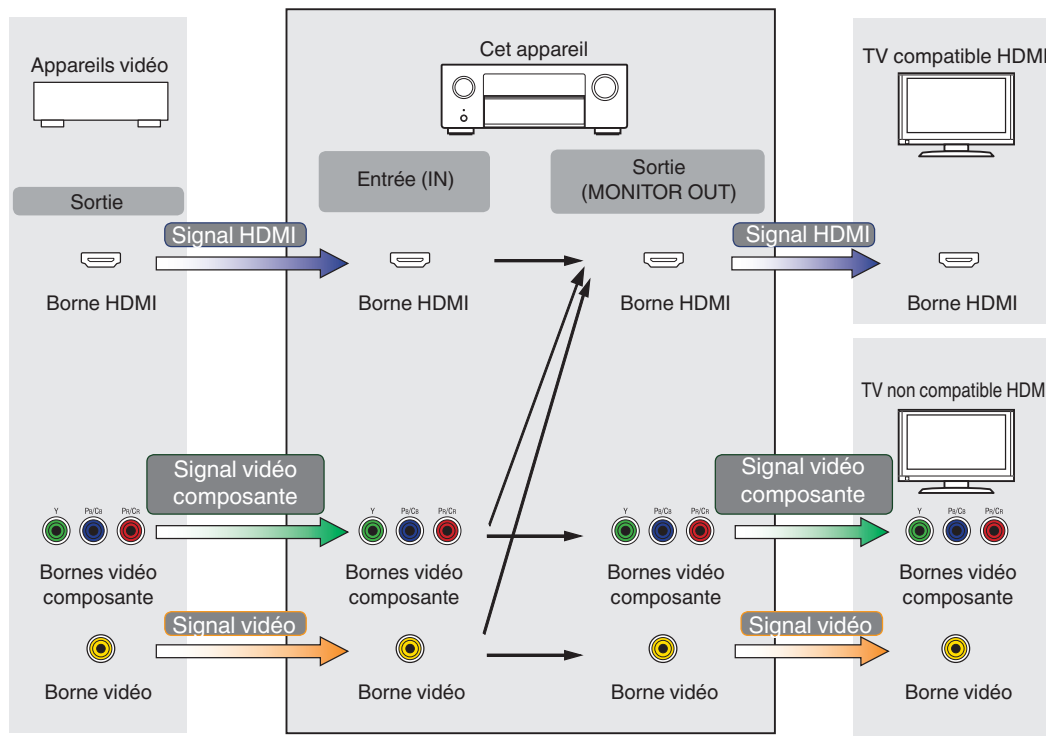 Cet appareil
Appareils vidéo
TV compatible HDMI
Entrée (IN)
Sortie
(MONITOR OUT)
Sortie
Signal HDMI
Signal HDMI
Borne HDMI
Borne HDMI
Borne HDMI
Borne HDMI
TV non compatible HDM
Signal vidéo
composante
Signal vidéo
composante
Y PB/CB PR/CR
Y PB/CB PR/CR
Y PB/CB PR/CR
Y PB/CB PR/CR
Bornes vidéo
composante
Bornes vidéo
composante
Bornes vidéo
composante
Bornes vidéo
composante
Signal vidéo
Signal vidéo
Borne vidéo
Borne vidéo
Borne vidéo
Borne vidéo